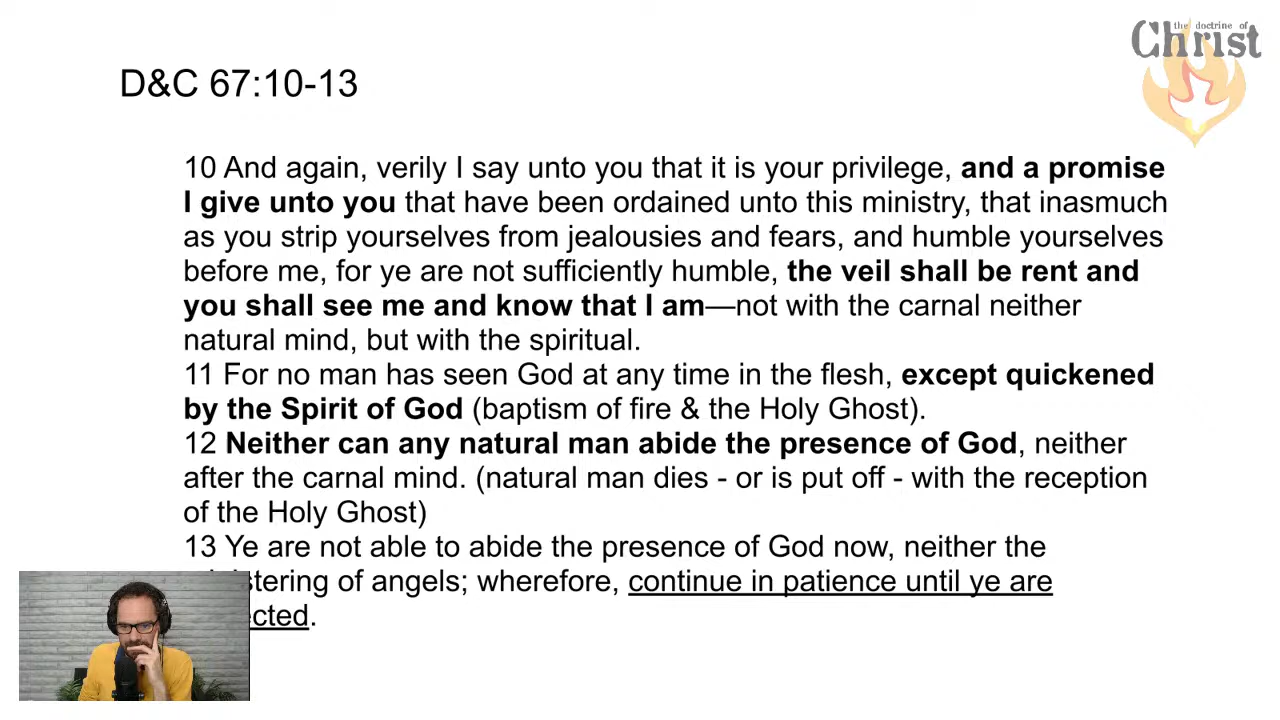 the doctrine of
Christ
D&C 67:10-13
10 And again, verily I say unto you that it is your privilege, and a promise
I give unto you that have been ordained unto this ministry, that inasmuch
as you strip yourselves from jealousies and fears, and humble yourselves
before me, for ye are not sufficiently humble, the veil shall be rent and
you shall see me and know that I am—not with the carnal neither
natural mind, but with the spiritual.
11 For no man has seen God at any time in the flesh, except quickened
by the Spirit of God (baptism of fire & the Holy Ghost).
12 Neither can any natural man abide the presence of God, neither
after the carnal mind. (natural man dies - or is put off - with the reception
of the Holy Ghost)
13 Ye are not able to abide the presence of God now, neither the
istering of angels; wherefore, continue in patience until ye are
ected.